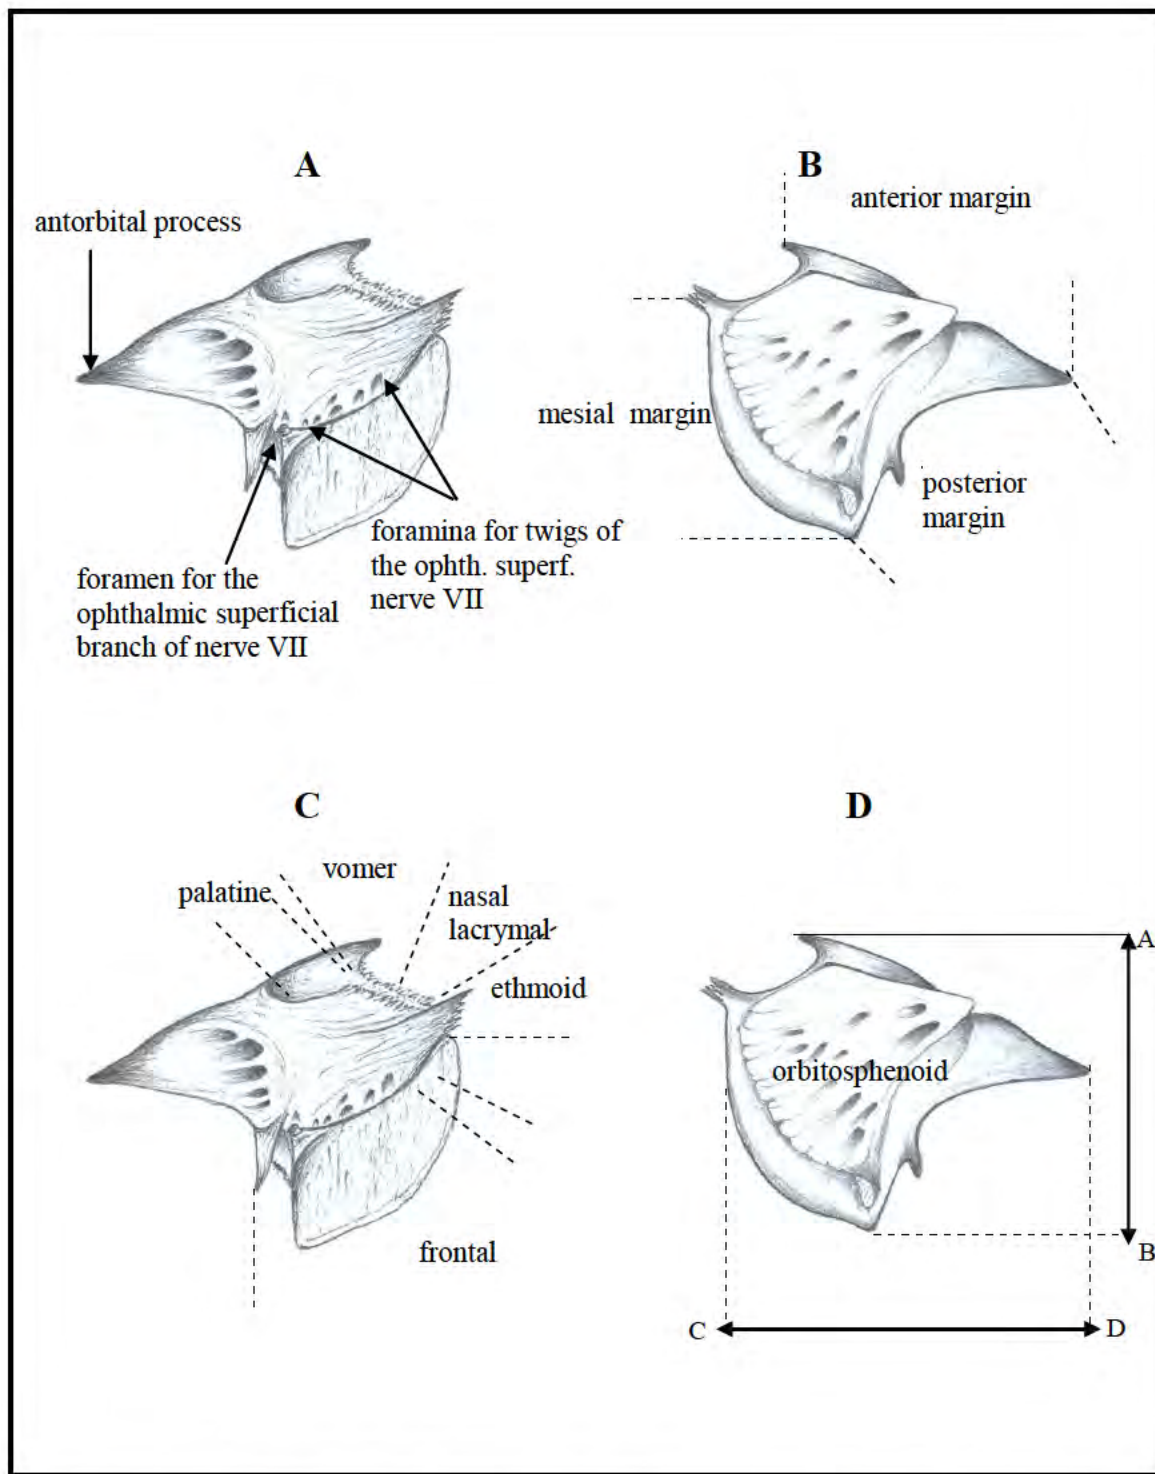 A
B
antorbital process
anterior margin
mesial margin
posterior
margin
foramina for twigs of
the ophth. superf.
nerve VII
foramen for the
ophthalmic superficial
branch of nerve VII
C
D
vomer
palatine
nasal
lacrymal
ethmoid
frontal
orbitosphenoid
A
B
C
D